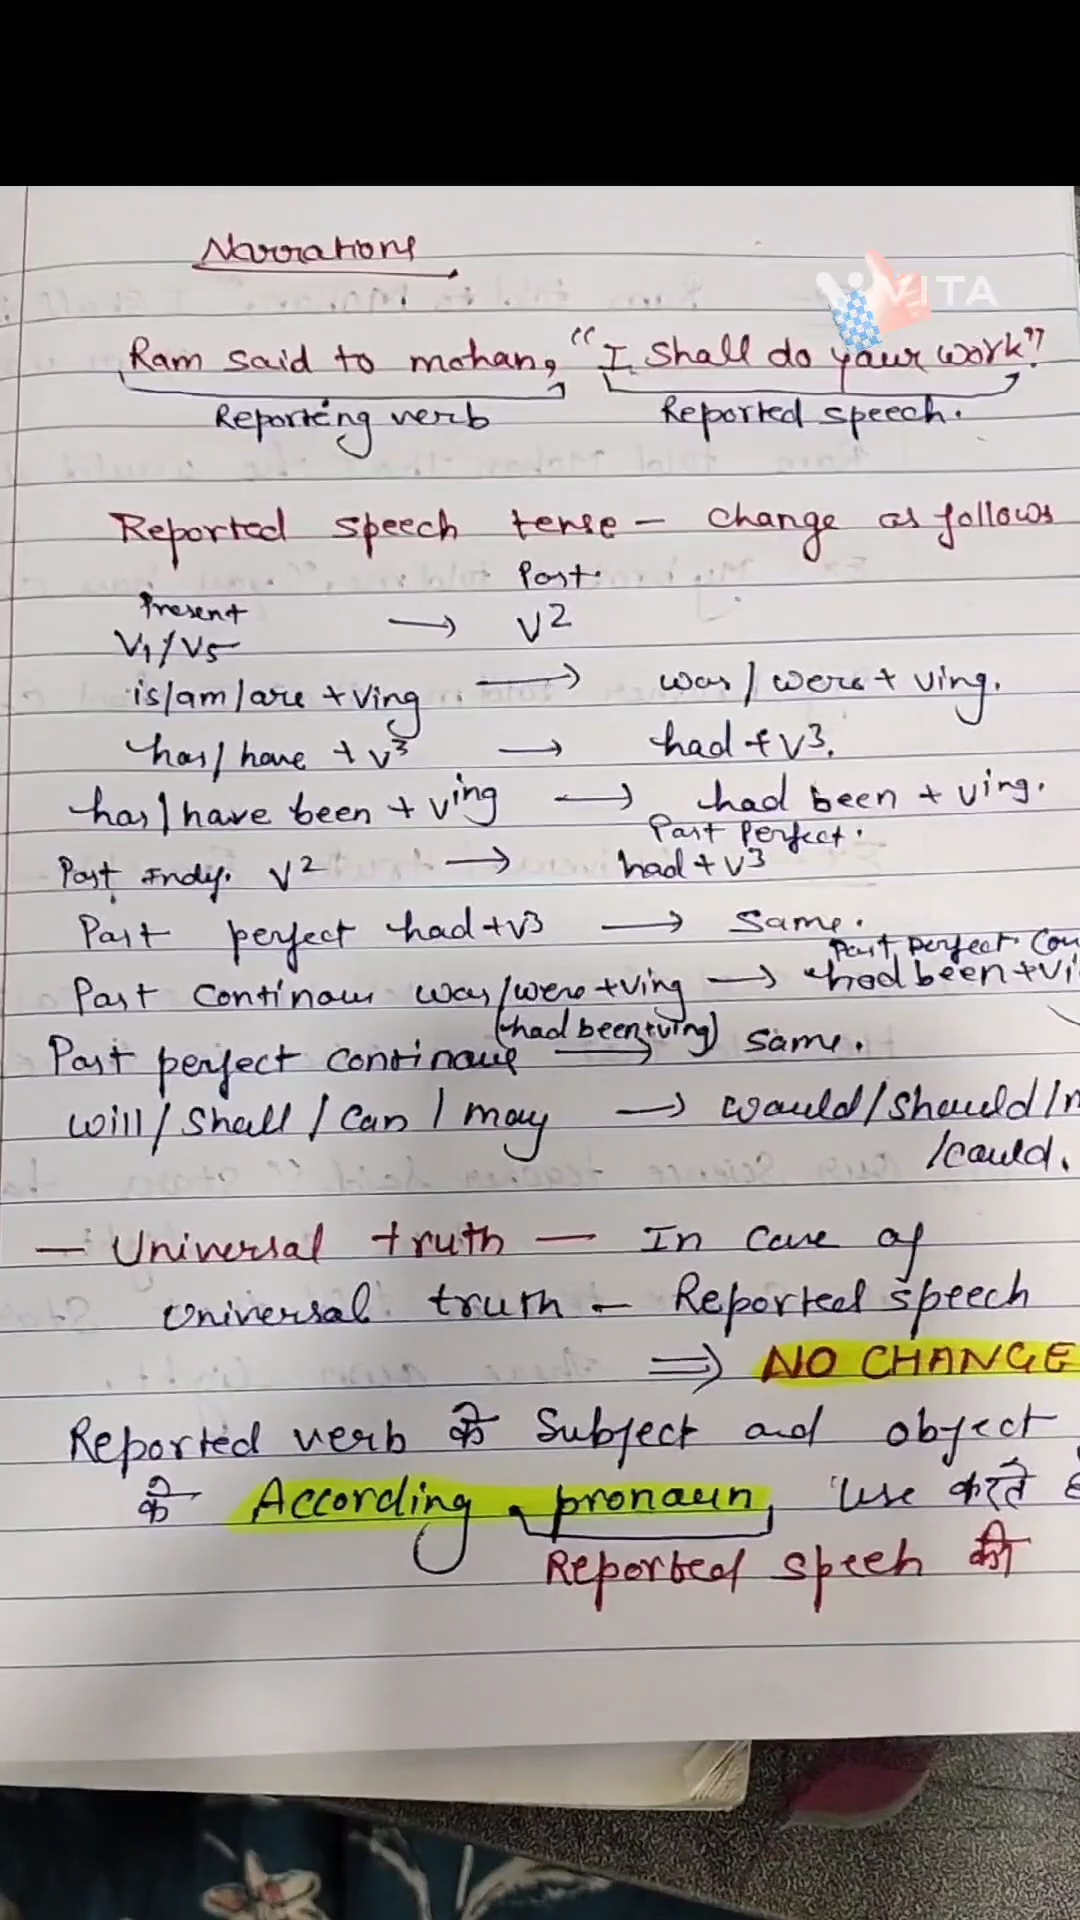 Narrations
VITA
Ram said to mohan, "I shall do your work".
Reporting verb Reported speech.
Reported speech tense - change as follows
Present Past.
V1/V5 → V2
is/am/are + Ving → was/were + Ving.
has/have + V3 → had + V3.
has/have been + Ving → had been + Ving.
Past Perfect.
Past Indf. V2 → had + V3
Past perfect had + V3 → Same.
Past perfect. Con
Past continous was/were + Ving → had been + Vi
(had been + Ving)
Past perfect continous → Same.
will/Shall/Can/may → would/should/m
/could.
- Universal truth - In Case of
universal truth - Reported speech
⇒ NO CHANGE
Reported verb के Subject and object
के According pronoun, use करते ह
Reported speech की